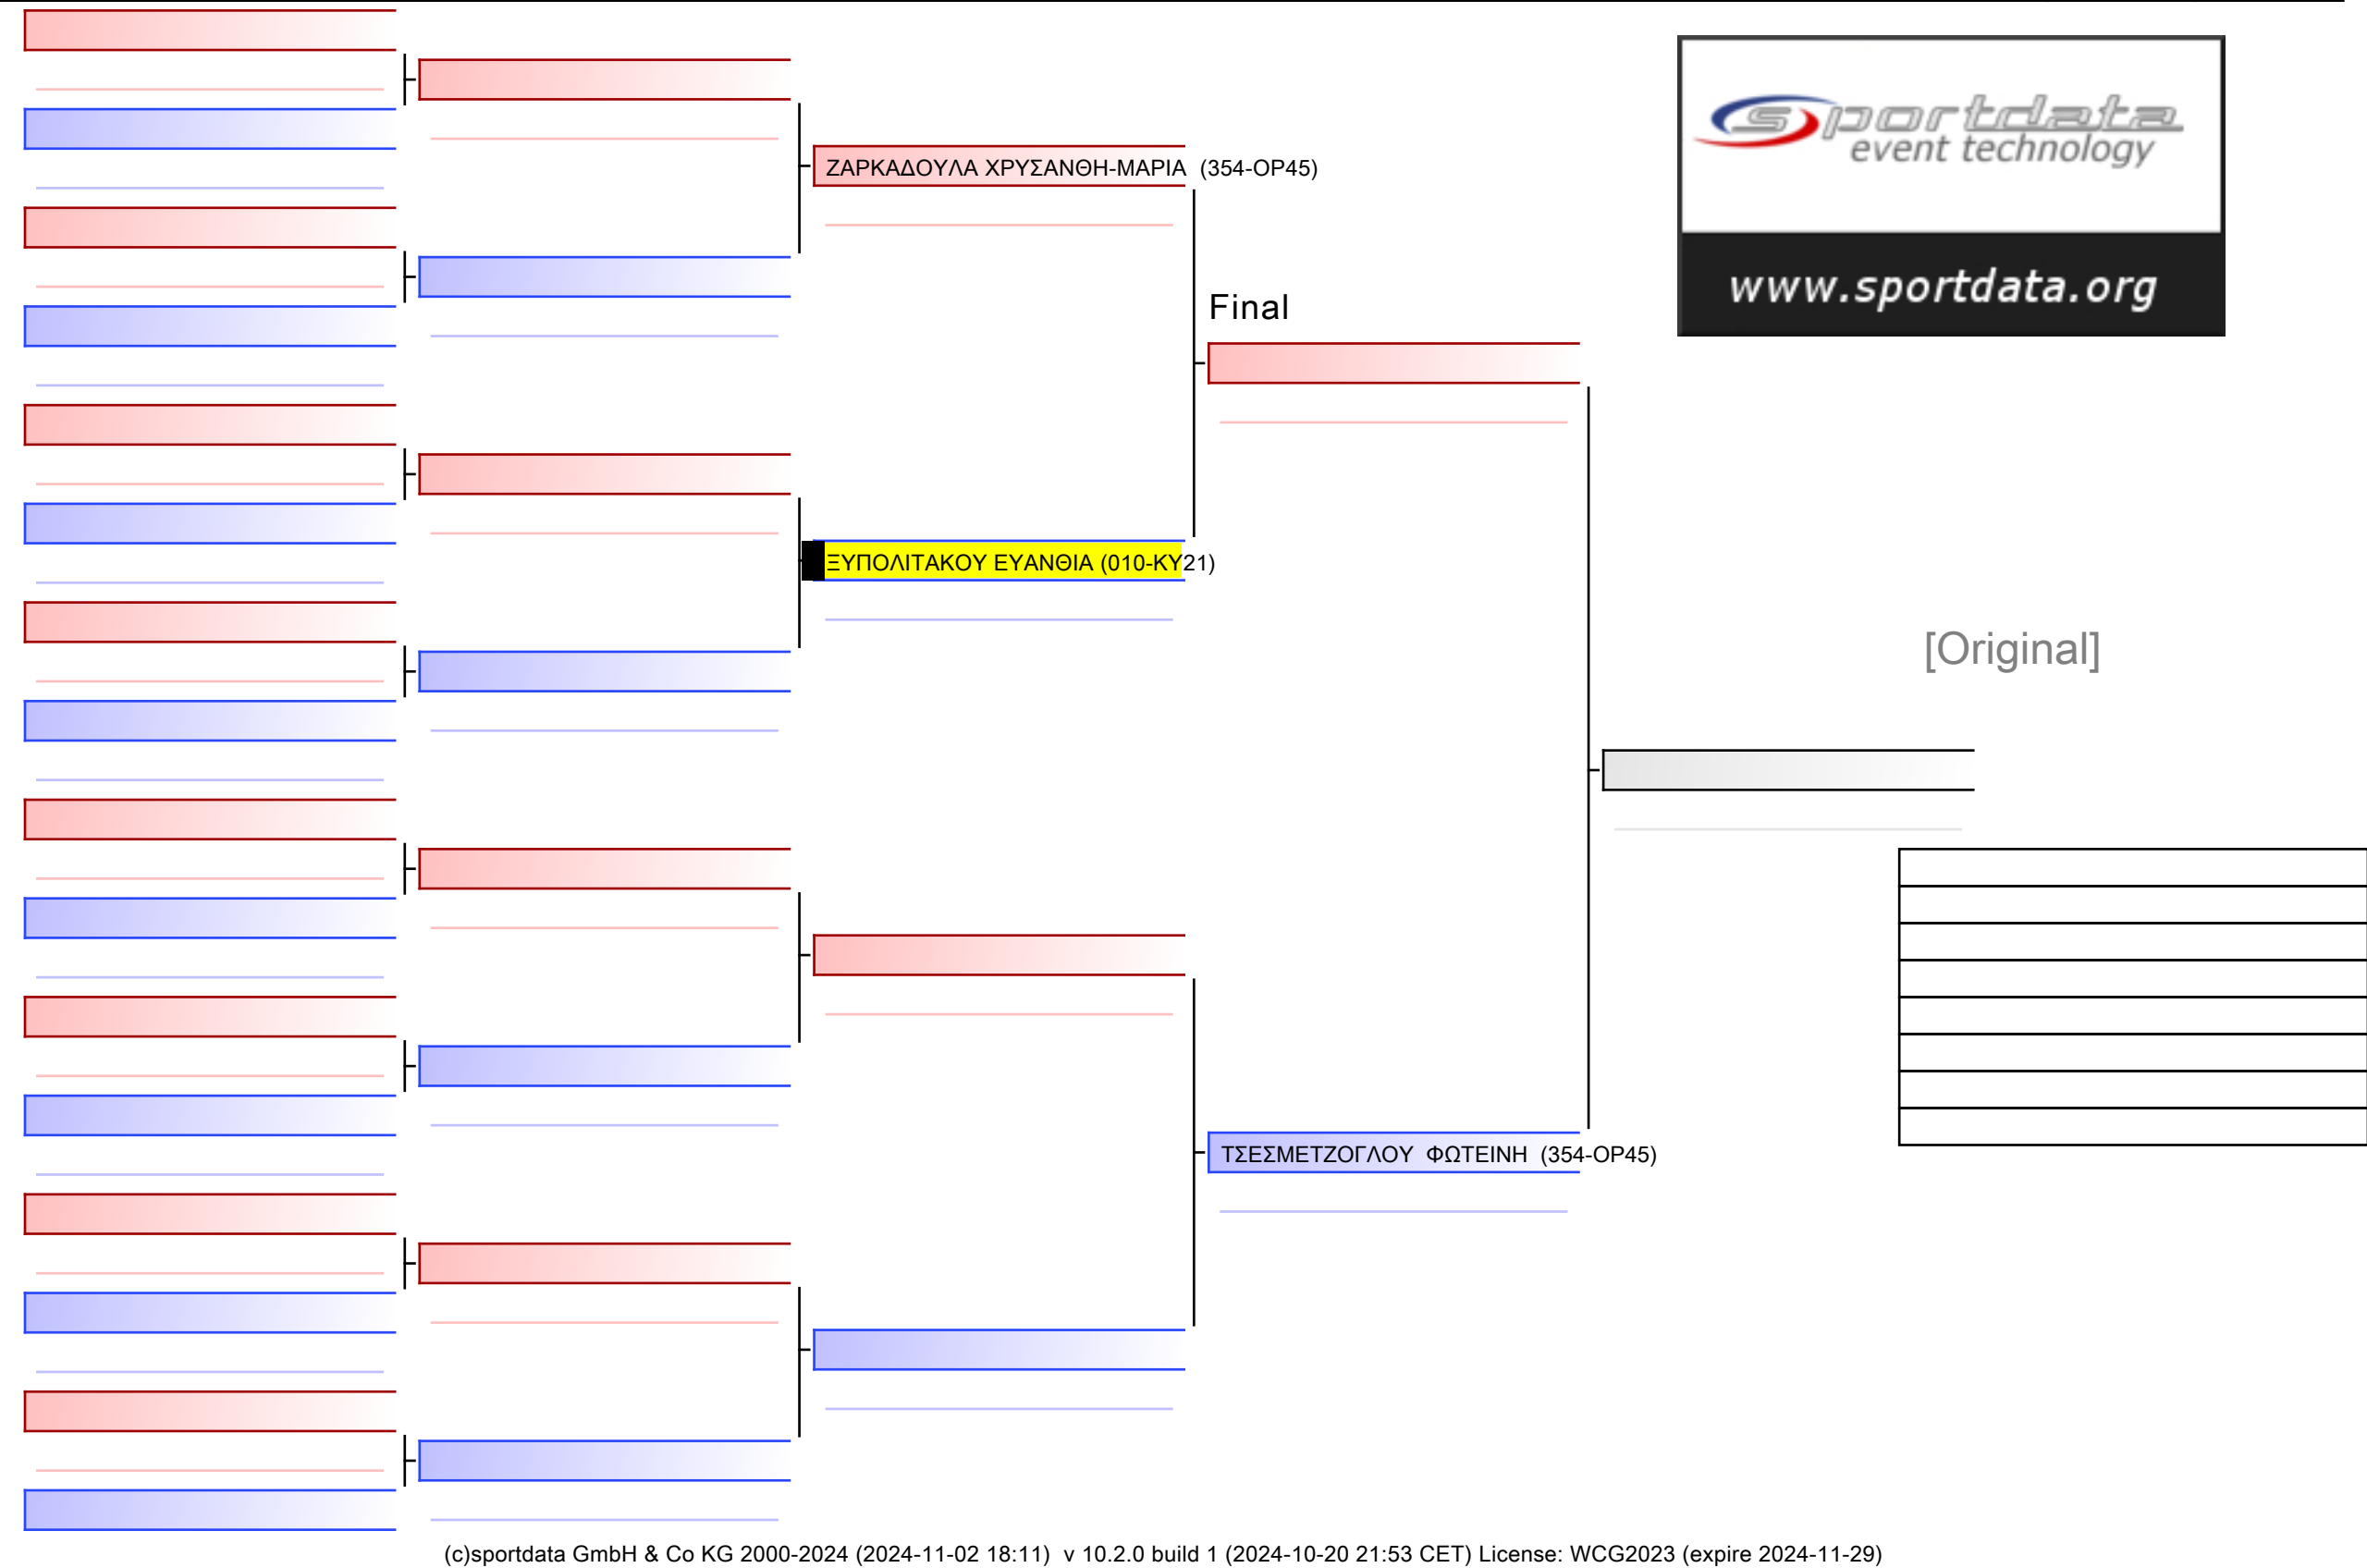 sportdata
event technology
www.sportdata.org
ΖΑΡΚΑΔΟΥΛΑ ΧΡΥΣΑΝΘΗ-ΜΑΡΙΑ (354-ΟΡ45)
Final
ΞΥΠΟΛΙΤΑΚΟΥ ΕΥΑΝΘΙΑ (010-ΚΥ21)
[Original]
ΤΣΕΣΜΕΤΖΟΓΛΟΥ ΦΩΤΕΙΝΗ (354-ΟΡ45)
(c)sportdata GmbH & Co KG 2000-2024 (2024-11-02 18:11) v 10.2.0 build 1 (2024-10-20 21:53 CET) License: WCG2023 (expire 2024-11-29)